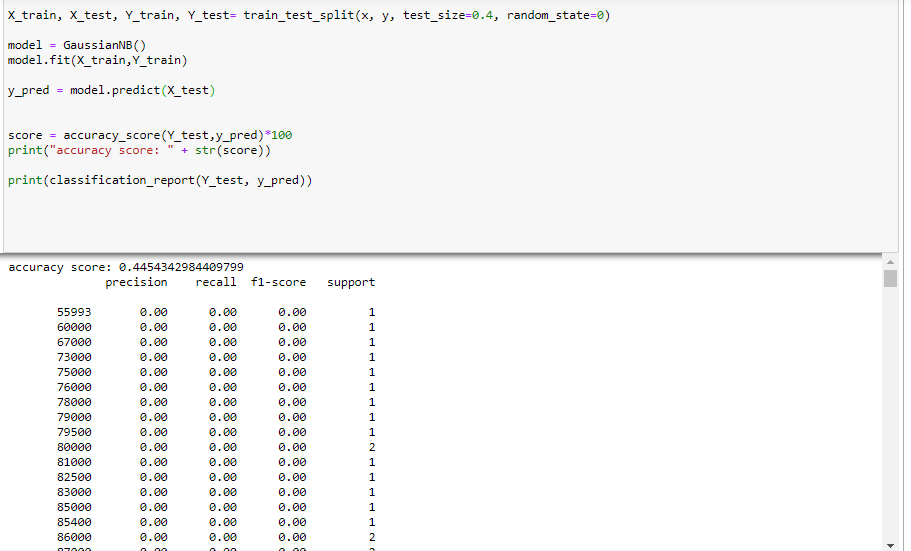 X_train, X_test, Y_train, Y_test= train_test_split(x, y, test_size=0.4, random_state=0)
model = GaussianNB()
model.fit(X_train,Y_train)
y_pred = model.predict(X_test)
score = accuracy_score(Y_test,y_pred)*100
print("accuracy score: " + str(score))
print(classification_report(Y_test, y_pred))
accuracy score: 0.4454342984409799
precision recall f1-score support
55993 0.00 0.00 0.00 1
60000 0.00 0.00 0.00 1
67000 0.00 0.00 0.00 1
73000 0.00 0.00 0.00 1
75000 0.00 0.00 0.00 1
76000 0.00 0.00 0.00 1
78000 0.00 0.00 0.00 1
79000 0.00 0.00 0.00 1
79500 0.00 0.00 0.00 1
80000 0.00 0.00 0.00 2
81000 0.00 0.00 0.00 1
82500 0.00 0.00 0.00 1
83000 0.00 0.00 0.00 1
85000 0.00 0.00 0.00 1
85400 0.00 0.00 0.00 1
86000 0.00 0.00 0.00 2